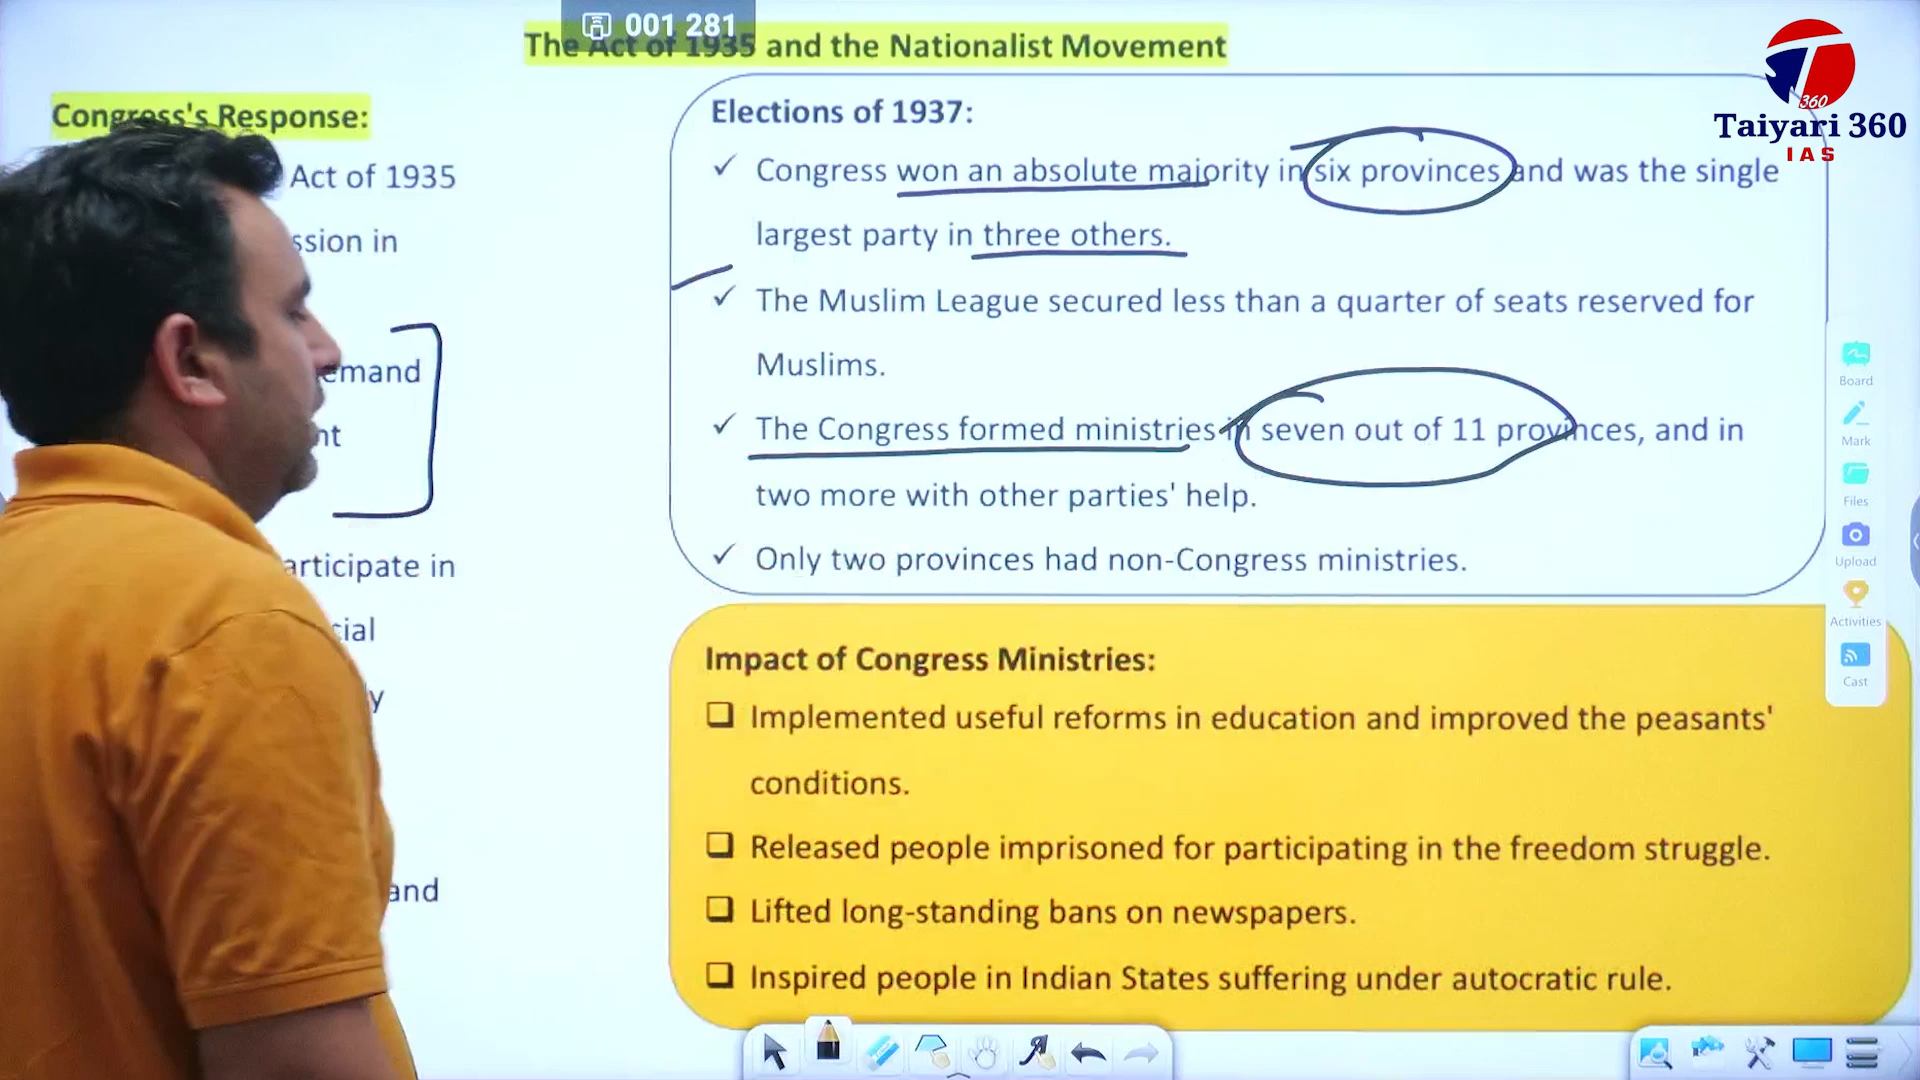 001 281
The Act of 1935 and the Nationalist Movement
360
Taiyari 360
IAS
Congress's Response:
Act of 1935
in
participate in
and
Elections of 1937:
✓ Congress won an absolute majority in six provinces and was the single
largest party in three others.
✓ The Muslim League secured less than a quarter of seats reserved for
Muslims.
✓ The Congress formed ministries in seven out of 11 provinces, and in
two more with other parties' help.
✓ Only two provinces had non-Congress ministries.
Impact of Congress Ministries:
❑ Implemented useful reforms in education and improved the peasants'
conditions.
❑ Released people imprisoned for participating in the freedom struggle.
❑ Lifted long-standing bans on newspapers.
❑ Inspired people in Indian States suffering under autocratic rule.
Board
Mark
Files
Upload
Activities
Cast